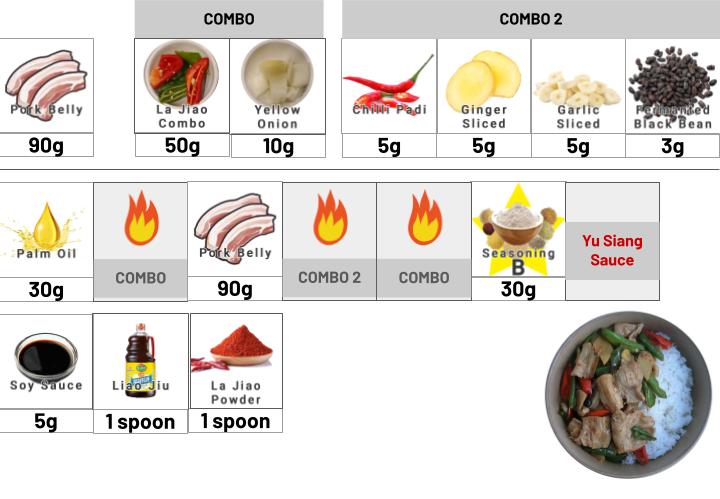 COMBO
COMBO 2
Pork Belly
La Jiao
Combo
Yellow
Onion
Chilli Padi
Ginger
Sliced
Garlic
Sliced
Fermented
Black Bean
90g
50g
10g
5g
5g
5g
3g
Palm Oil
COMBO
Pork Belly
COMBO 2
COMBO
Seasoning
B
Yu Siang
Sauce
30g
90g
30g
Soy Sauce
Liao Jiu
La Jiao
Powder
5g
1 spoon
1 spoon